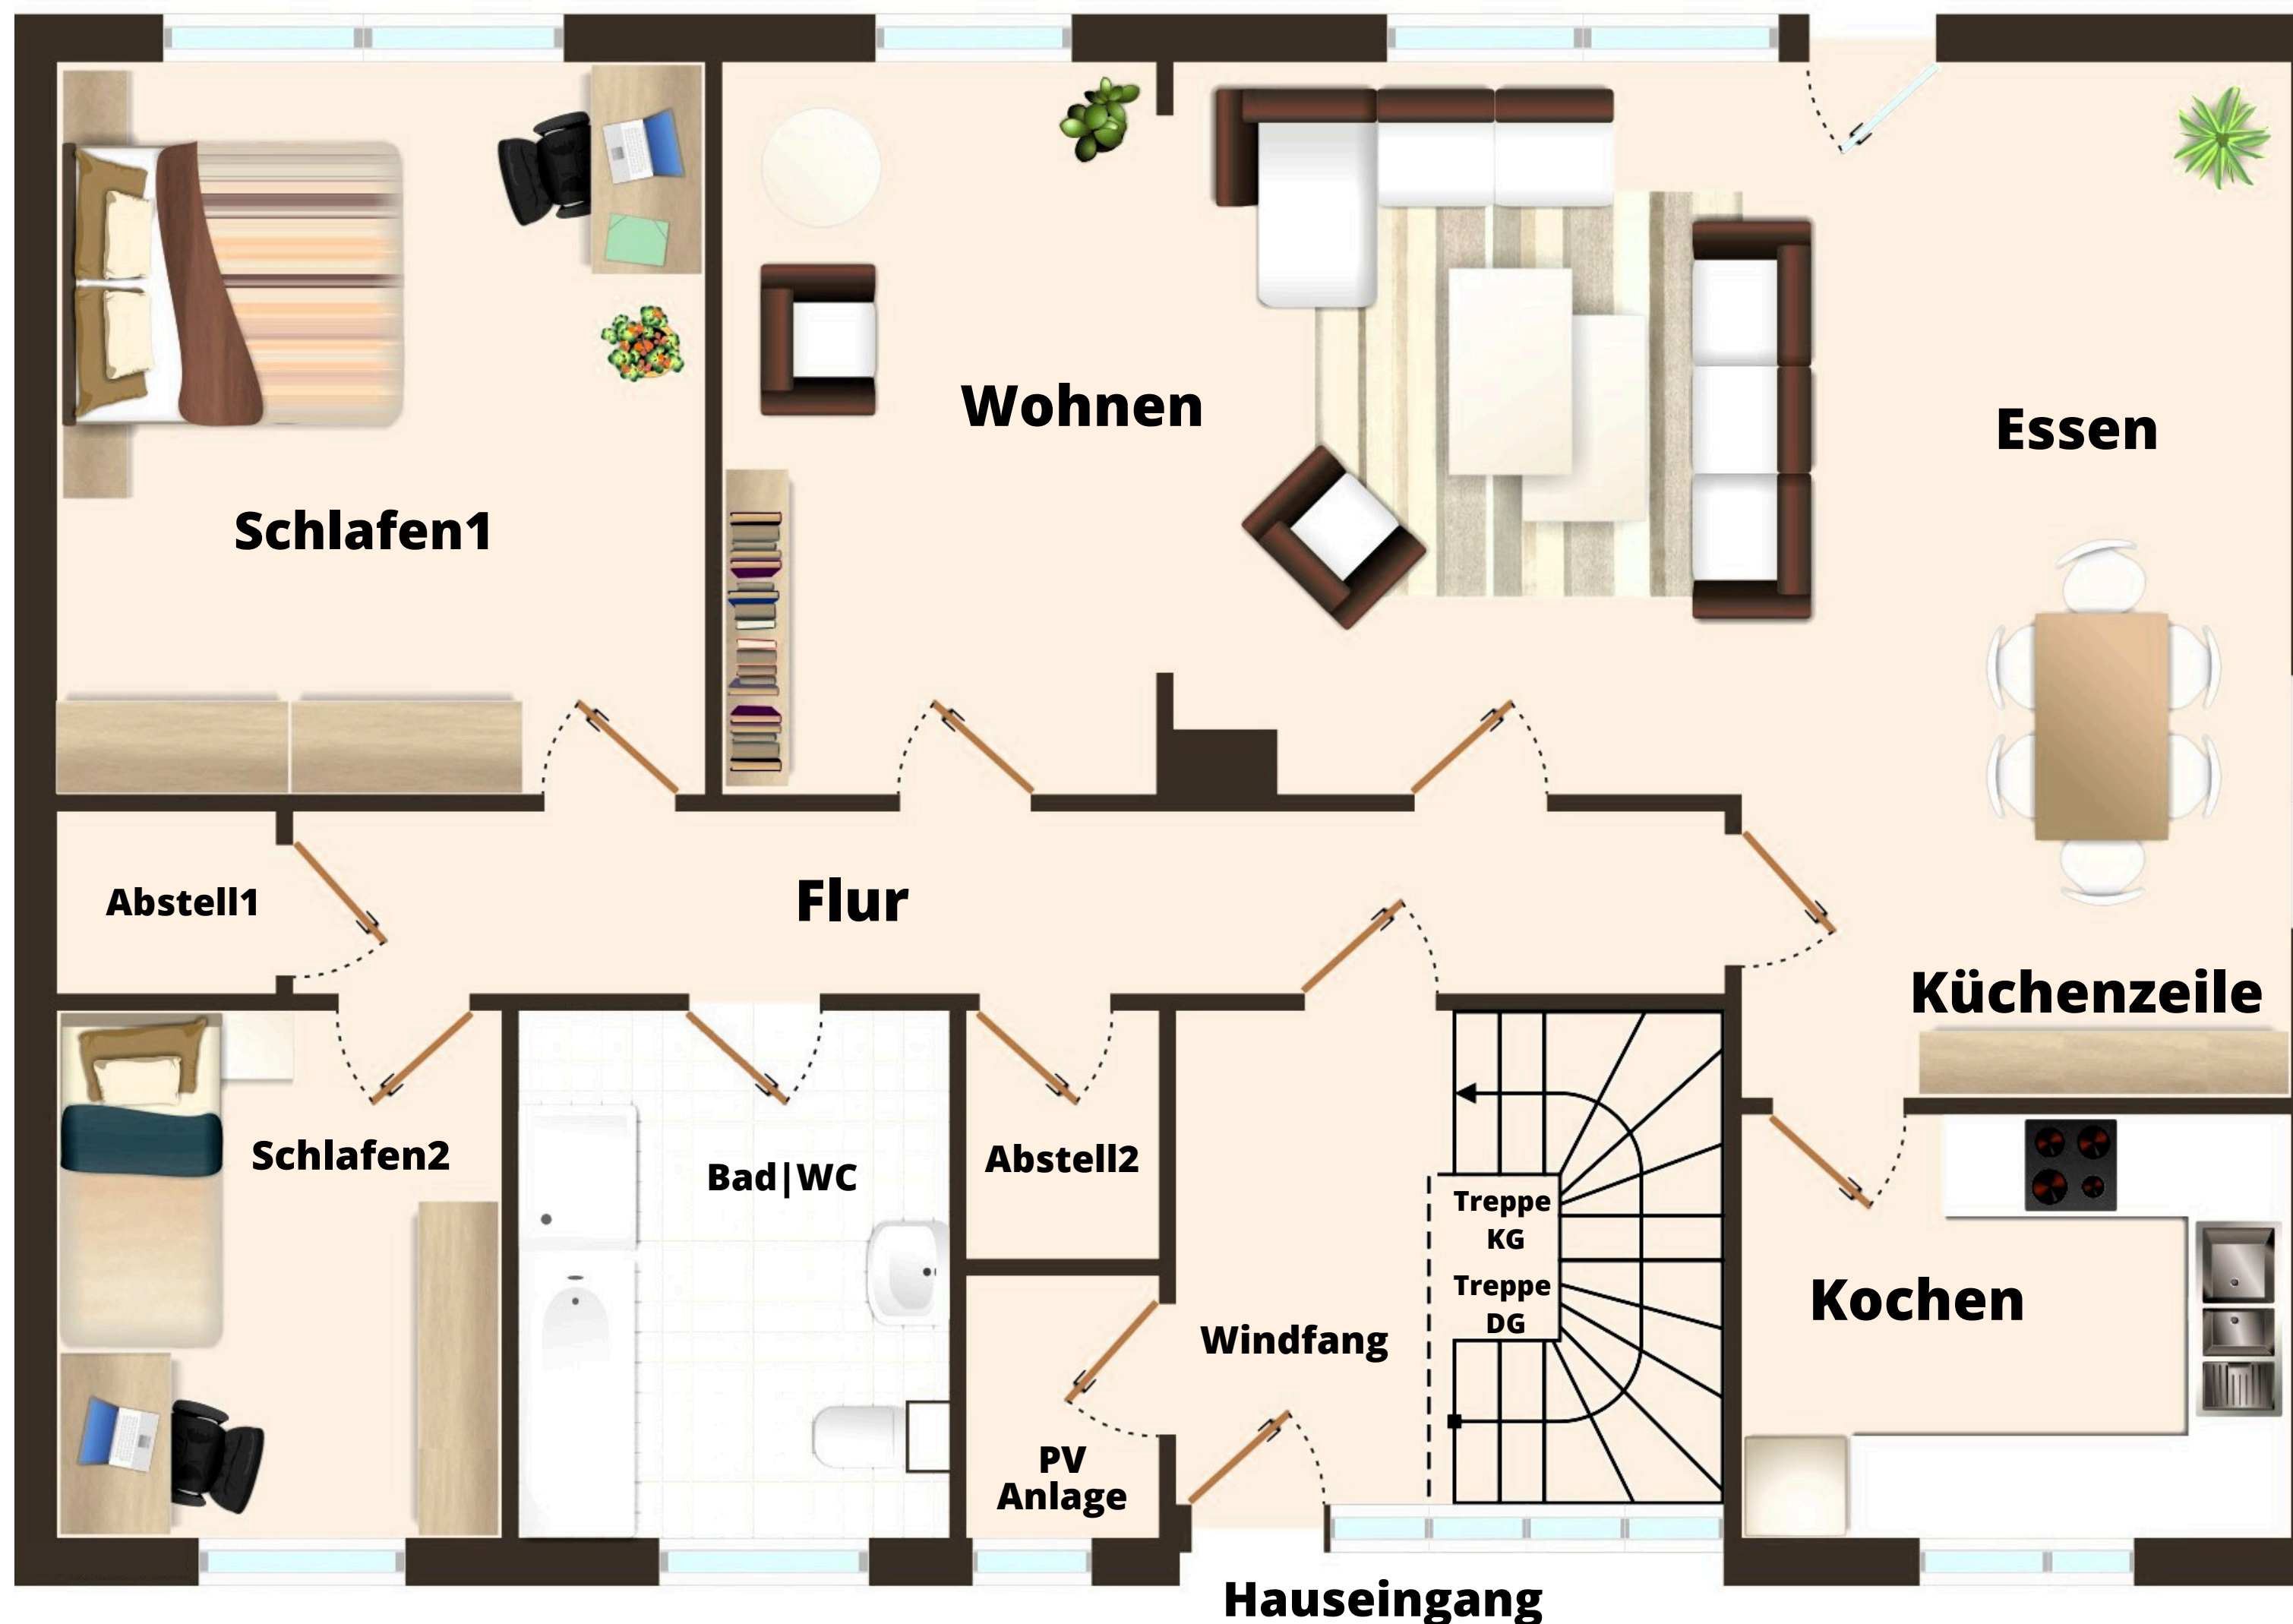 Wohnen
Essen
Schlafen1
Abstell1
Flur
Küchenzeile
Schlafen2
Bad|WC
Abstell2
Treppe
KG
Treppe
DG
Kochen
Windfang
PV
Anlage
Hauseingang